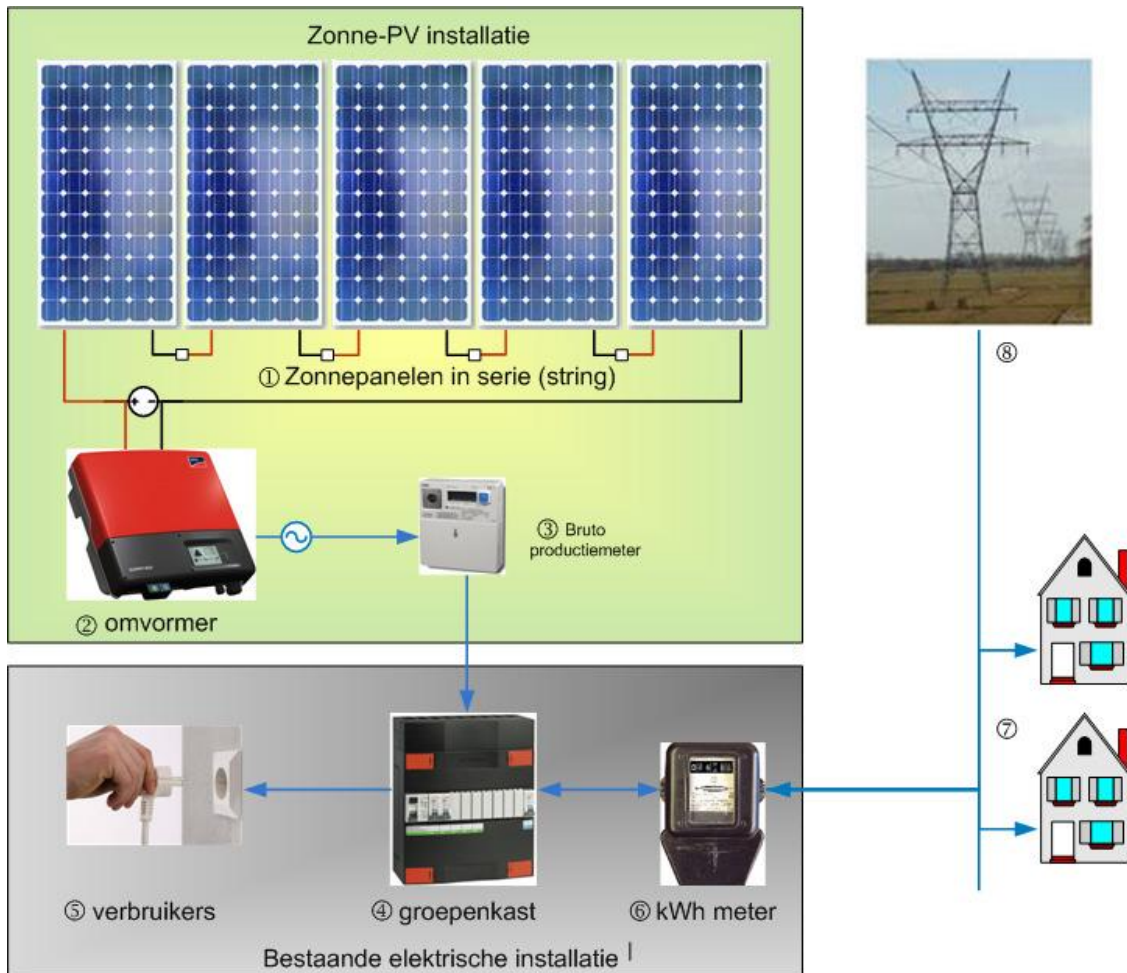 Zonne-PV installatie
① Zonnepanelen in serie (string)
+ −
③ Bruto
productiemeter
② omvormer
⑧
⑦
⑤ verbruikers
④ groepenkast
⑥ kWh meter
Bestaande elektrische installatie